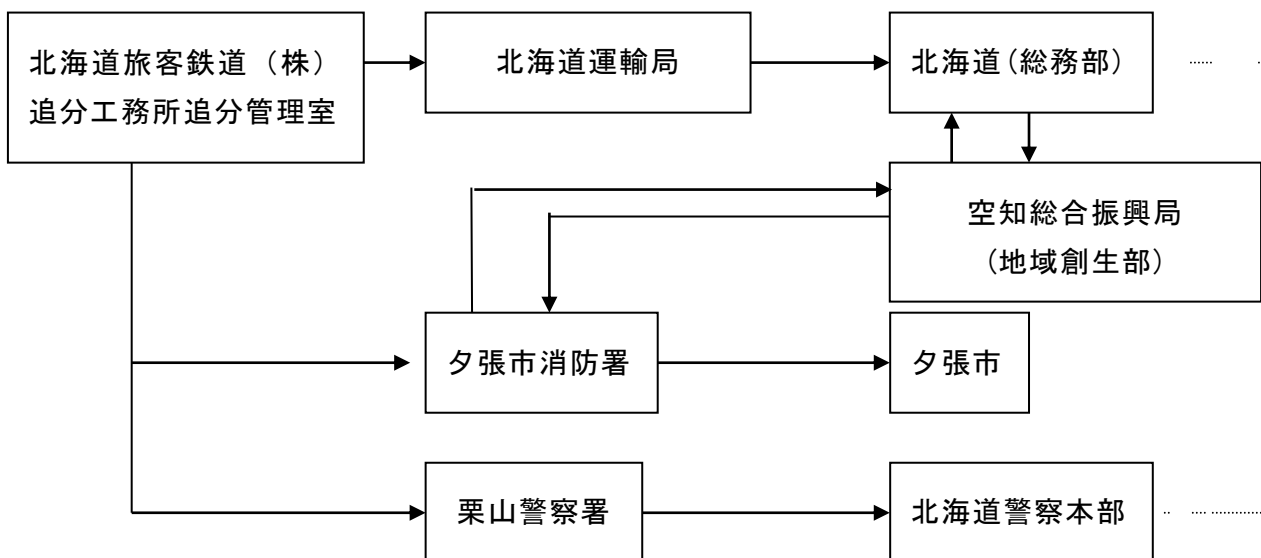 北海道旅客鉄道（株）
追分工務所追分管理室
北海道運輸局
北海道（総務部）
空知総合振興局
（地域創生部）
夕張市消防署
夕張市
栗山警察署
北海道警察本部